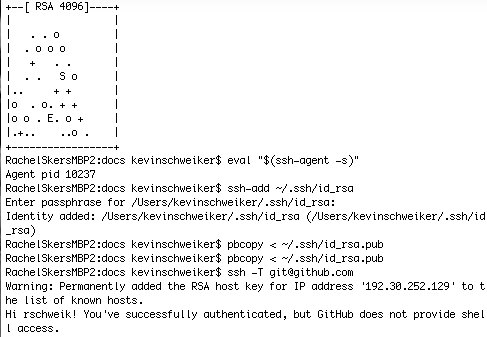 +--[ RSA 4096]----+
|                 |
|   . . o         |
|  . o o o        |
|   +   . .       |
|  . .   S o      |
|..     + +       |
|o  . o. + +      |
|o o . E. o +     |
|.+..    ..o .    |
+-----------------+
RachelSkersMBP2:docs kevinschweiker$ eval "$(ssh-agent -s)"
Agent pid 10237
RachelSkersMBP2:docs kevinschweiker$ ssh-add ~/.ssh/id_rsa
Enter passphrase for /Users/kevinschweiker/.ssh/id_rsa:
Identity added: /Users/kevinschweiker/.ssh/id_rsa (/Users/kevinschweiker/.ssh/id
_rsa)
RachelSkersMBP2:docs kevinschweiker$ pbcopy < ~/.ssh/id_rsa.pub
RachelSkersMBP2:docs kevinschweiker$ pbcopy < ~/.ssh/id_rsa.pub
RachelSkersMBP2:docs kevinschweiker$ ssh -T git@github.com
Warning: Permanently added the RSA host key for IP address '192.30.252.129' to t
he list of known hosts.
Hi rschweik! You've successfully authenticated, but GitHub does not provide shel
l access.